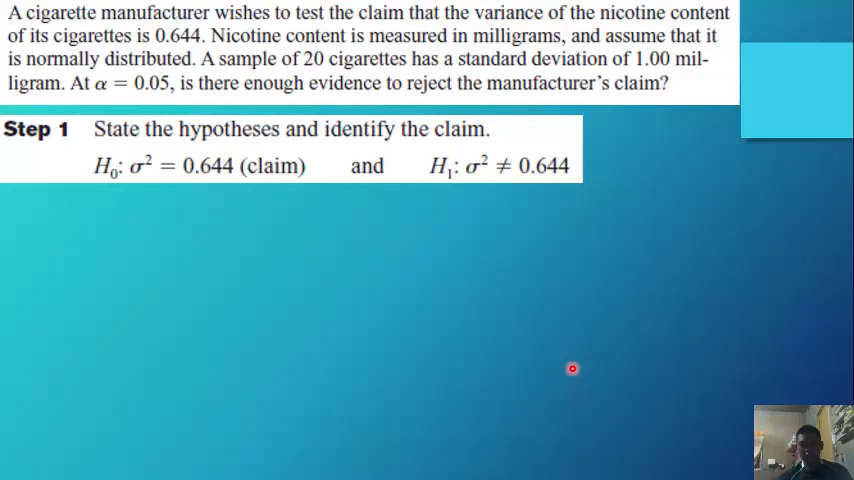 A cigarette manufacturer wishes to test the claim that the variance of the nicotine content
of its cigarettes is 0.644. Nicotine content is measured in milligrams, and assume that it
is normally distributed. A sample of 20 cigarettes has a standard deviation of 1.00 mil-
ligram. At α = 0.05, is there enough evidence to reject the manufacturer’s claim?
Step 1 State the hypotheses and identify the claim.
H₀: σ² = 0.644 (claim) and H₁: σ² ≠ 0.644